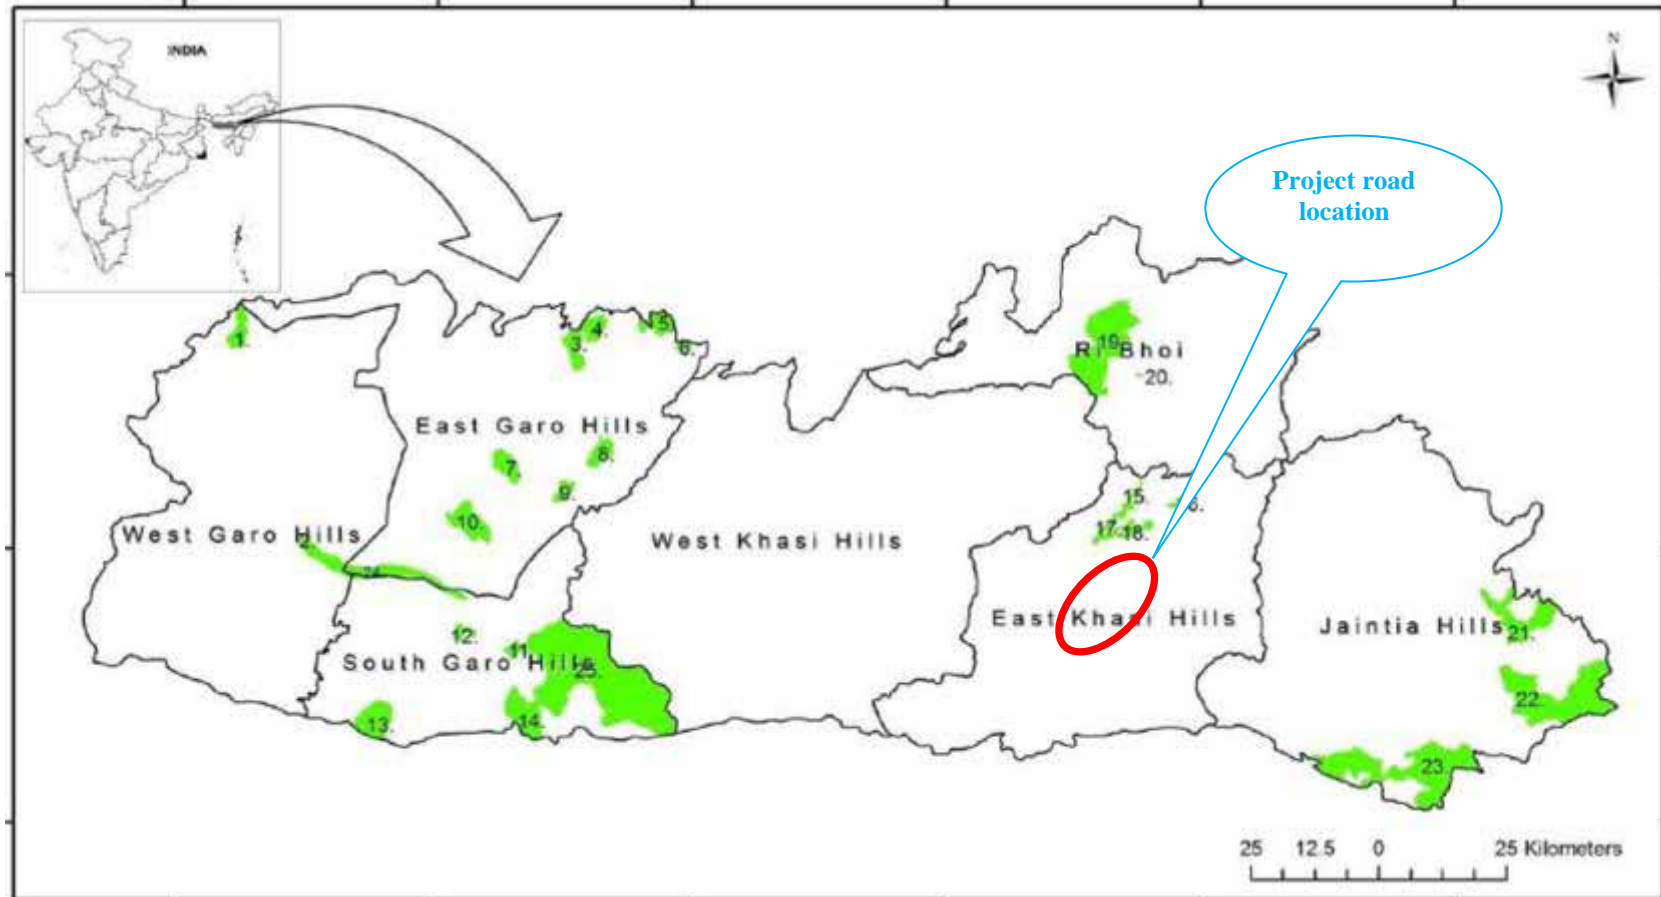 INDIA
N
Project road
location
1.
2.
3.
4.
5.
6.
19.
Ri Bhoi
20.
East Garo Hills
7.
8.
9.
10.
15.
16.
17.
18.
West Garo Hills
24.
West Khasi Hills
12.
11.
South Garo Hills
25.
13.
14.
East Khasi Hills
Jaintia Hills
21.
22.
23.
25 12.5 0 25 Kilometers